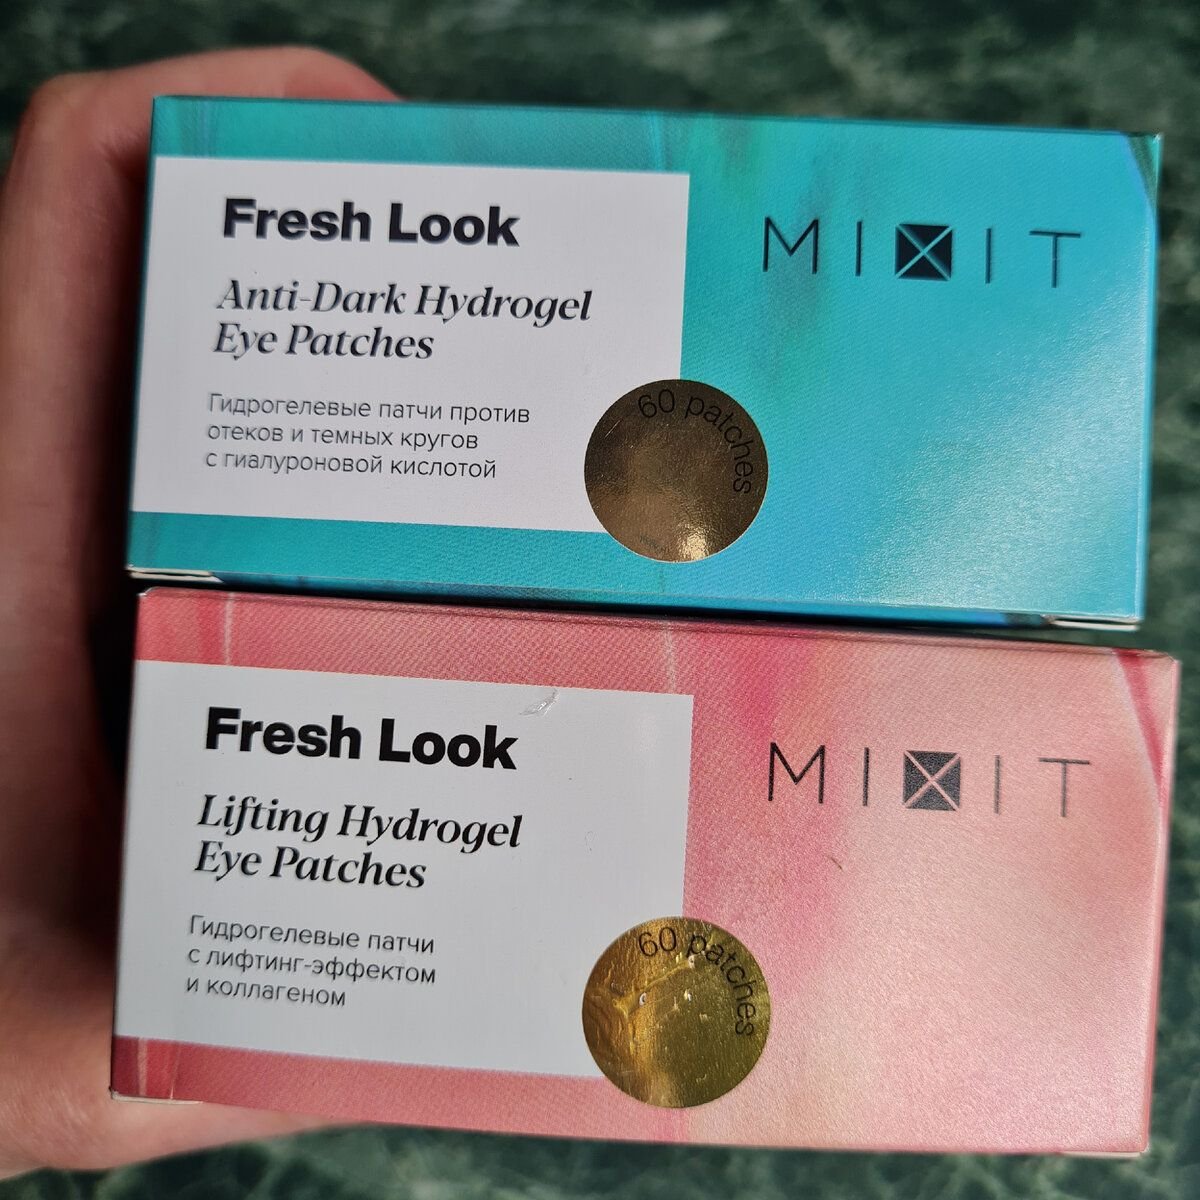 Fresh Look
Anti-Dark Hydrogel
Eye Patches
Гидрогелевые патчи против
отеков и темных кругов
с гиалуроновой кислотой
60 patches
MIXIT
Fresh Look
Lifting Hydrogel
Eye Patches
Гидрогелевые патчи
с лифтинг-эффектом
и коллагеном
60 patches
MIXIT